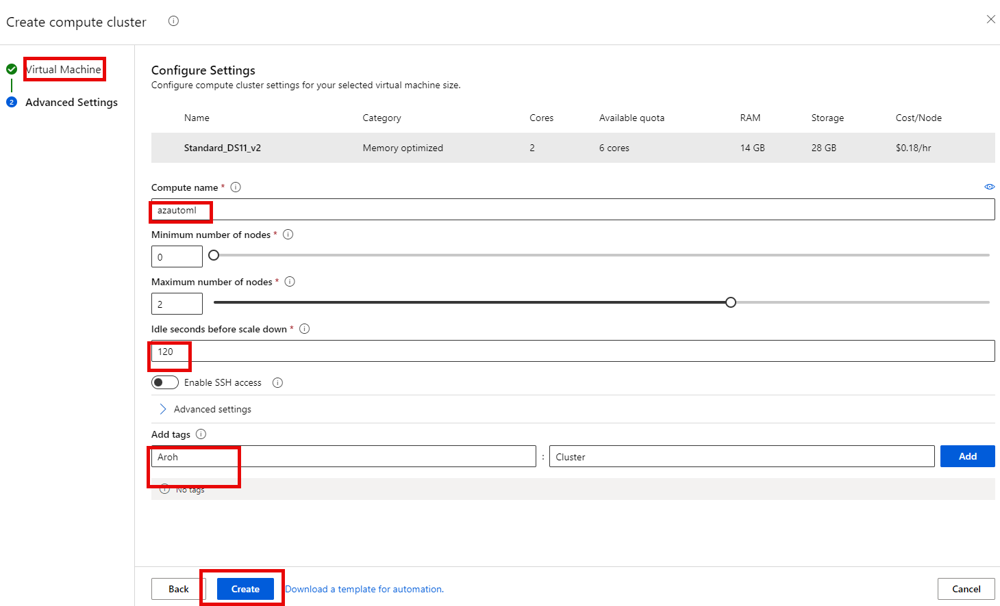 Create compute cluster
Virtual Machine
2 Advanced Settings
Configure Settings
Configure compute cluster settings for your selected virtual machine size.
Name Category Cores Available quota RAM Storage Cost/Node
Standard_DS11_v2 Memory optimized 2 6 cores 14 GB 28 GB $0.18/hr
Compute name *
azautoml
Minimum number of nodes *
0
Maximum number of nodes *
2
Idle seconds before scale down *
120
Enable SSH access
Advanced settings
Add tags
Aroh : Cluster Add
No tags
Back Create Download a template for automation. Cancel